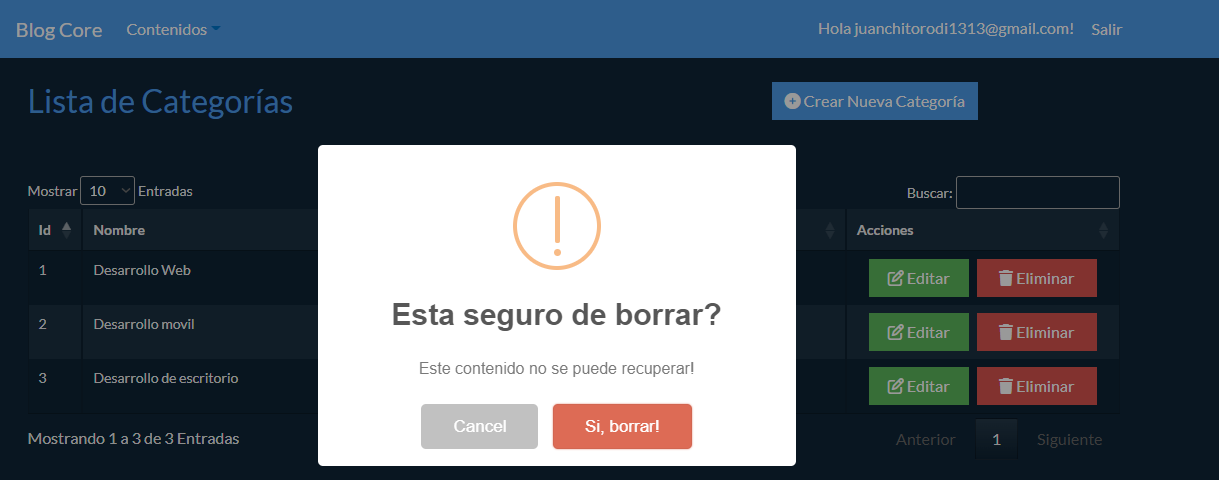 Blog Core Contenidos Hola juanchitorodi1313@gmail.com! Salir
Lista de Categorías Crear Nueva Categoría
Mostrar 10 Entradas Buscar:
Id Nombre Acciones
1 Desarrollo Web Editar Eliminar
2 Desarrollo movil Editar Eliminar
3 Desarrollo de escritorio Editar Eliminar
Mostrando 1 a 3 de 3 Entradas Anterior 1 Siguiente
Esta seguro de borrar?
Este contenido no se puede recuperar!
Cancel Si, borrar!